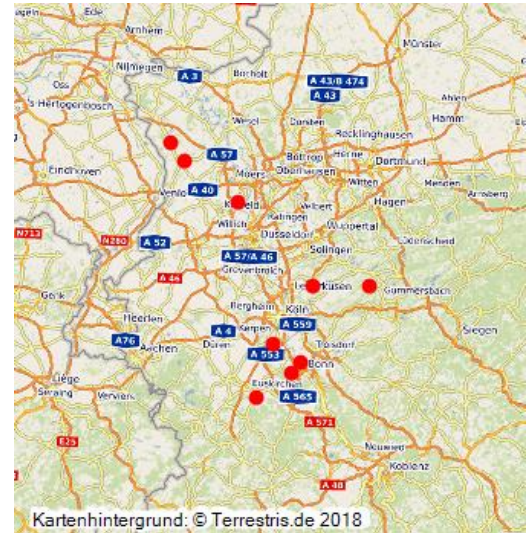 Ede
Arnhem
Münster
Nijmegen
A 3
Bocholt
A 43/B 474
A 43
Oss
Ahlen
's-Hertogenbosch
Wesel
Dorsten
Hamm
Recklinghausen
A 57
Bottrop
Herne
Dortmund
Eindhoven
Moers
Oberhausen
Witten
Menden
Arnsberg
Venlo
A 40
Hagen
Velbert
Ratingen
Willich
Wuppertal
N713
N280
A 52
Düsseldorf
Lüdenscheid
Solingen
A 57/A 46
Grevenbroich
A 46
Genk
Gummersbach
Bergheim
Köln
Heerlen
A 4
Kerpen
A 559
Siegen
A76
Düren
Troisdorf
Aachen
A 553
Bonn
Liège
Seraing
Verviers
Euskirchen
A 565
E25
A 571
Neuwied
Koblenz
A 48
Kartenhintergrund: © Terrestris.de 2018